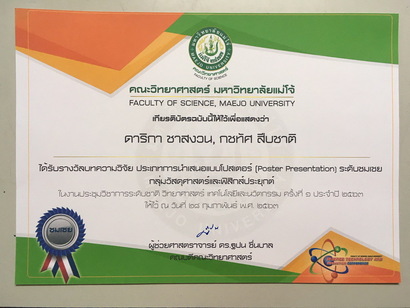 คณะวิทยาศาสตร์
FACULTY OF SCIENCE
คณะวิทยาศาสตร์ มหาวิทยาลัยแม่โจ้
FACULTY OF SCIENCE, MAEJO UNIVERSITY
เกียรติบัตรฉบับนี้ให้ไว้เพื่อแสดงว่า
ดาริกา ชาสงวน, กชทัศ สืบชาติ
ได้รับรางวัลบทความวิจัย ประเภทการนำเสนอแบบโปสเตอร์ (Poster Presentation) ระดับชมเชย
กลุ่มวัสดุศาสตร์และฟิสิกส์ประยุกต์
ในงานประชุมวิชาการระดับชาติ วิทยาศาสตร์ เทคโนโลยีและนวัตกรรม ครั้งที่ ๑ ประจำปี ๒๕๖๓
ให้ไว้ ณ วันที่ ๒๘ กุมภาพันธ์ พ.ศ. ๒๕๖๓
ชมเชย
ผู้ช่วยศาสตราจารย์ ดร.ฐปน ชื่นบาล
คณบดีคณะวิทยาศาสตร์